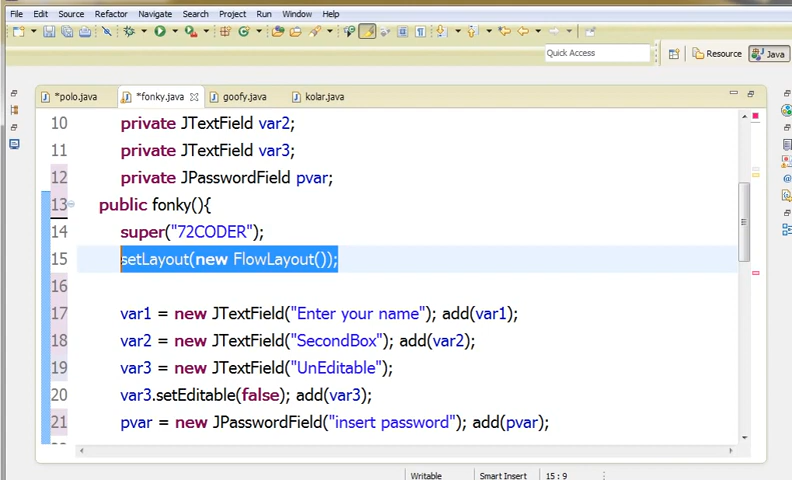 File Edit Source Refactor Navigate Search Project Run Window Help
Quick Access
Resource Java
*polo.java *fonky.java goofy.java kolar.java
10 private JTextField var2;
11 private JTextField var3;
12 private JPasswordField pvar;
13 public fonky(){
14 super("72CODER");
15 setLayout(new FlowLayout());
16
17 var1 = new JTextField("Enter your name"); add(var1);
18 var2 = new JTextField("SecondBox"); add(var2);
19 var3 = new JTextField("UnEditable");
20 var3.setEditable(false); add(var3);
21 pvar = new JPasswordField("insert password"); add(pvar);
Writable Smart Insert 15 : 9